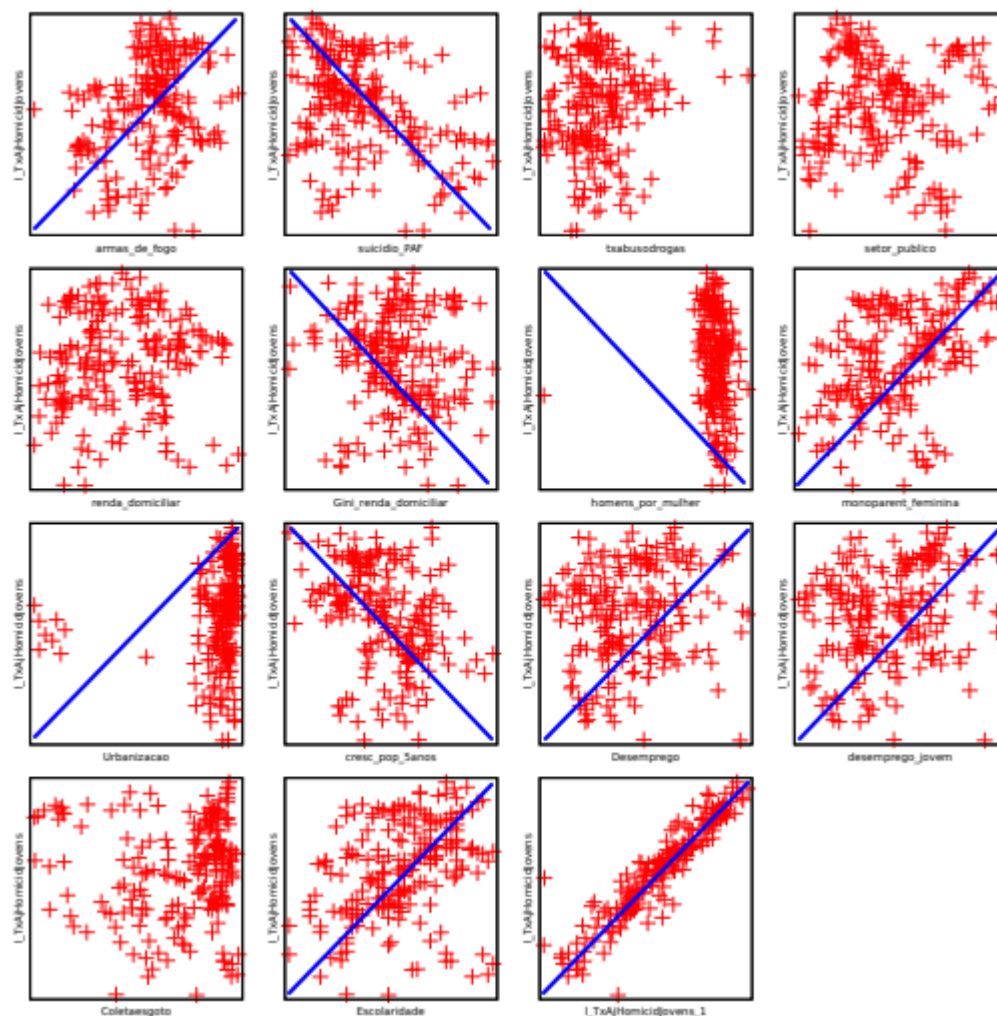 l_TxAjHomicidJovens
armas_de_fogo
l_TxAjHomicidJovens
suicidio_PAF
l_TxAjHomicidJovens
txabusodrogas
l_TxAjHomicidJovens
setor_publico
l_TxAjHomicidJovens
renda_domiciliar
l_TxAjHomicidJovens
Gini_renda_domiciliar
l_TxAjHomicidJovens
homens_por_mulher
l_TxAjHomicidJovens
monoparent_feminina
l_TxAjHomicidJovens
Urbanizacao
l_TxAjHomicidJovens
cresc_pop_5anos
l_TxAjHomicidJovens
Desemprego
l_TxAjHomicidJovens
desemprego_jovem
l_TxAjHomicidJovens
Coletaesgoto
l_TxAjHomicidJovens
Escolaridade
l_TxAjHomicidJovens
l_TxAjHomicidJovens_1